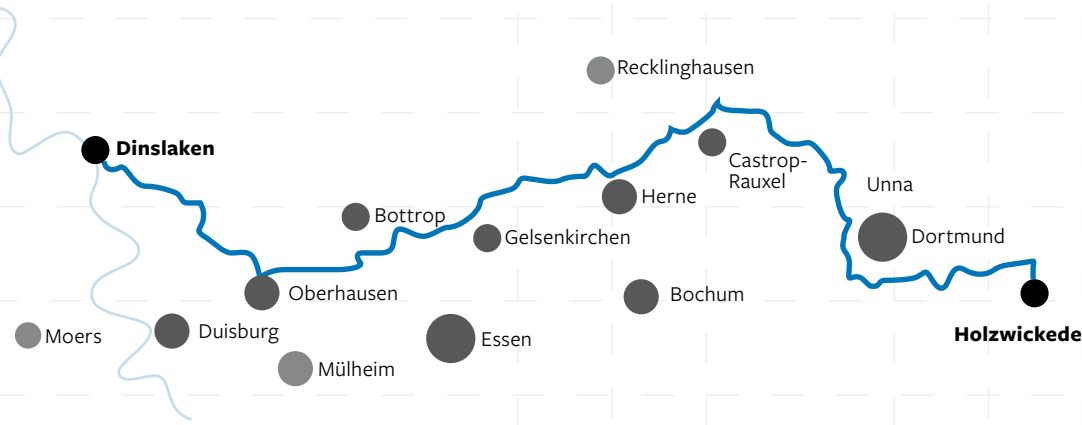 Recklinghausen
Dinslaken
Castrop-
Rauxel
Unna
Herne
Bottrop
Gelsenkirchen
Dortmund
Oberhausen
Bochum
Holzwickede
Moers
Duisburg
Essen
Mülheim